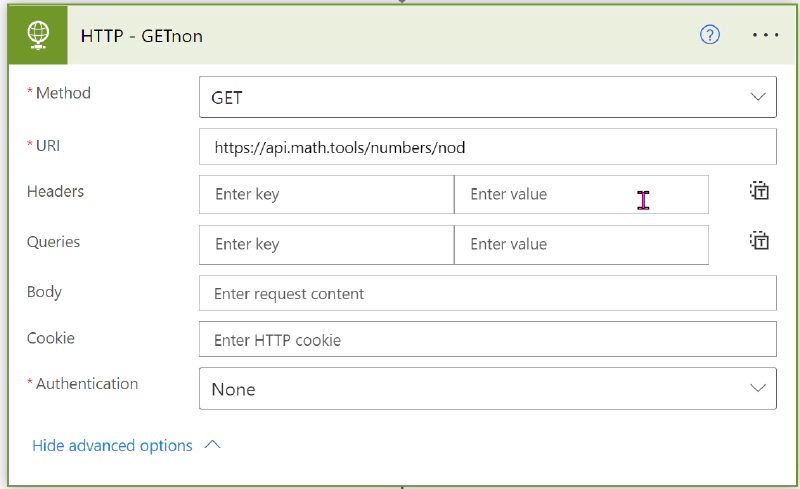 HTTP - GETnon
* Method
GET
* URI
https://api.math.tools/numbers/nod
Headers
Enter key
Enter value
Queries
Enter key
Enter value
Body
Enter request content
Cookie
Enter HTTP cookie
* Authentication
None
Hide advanced options